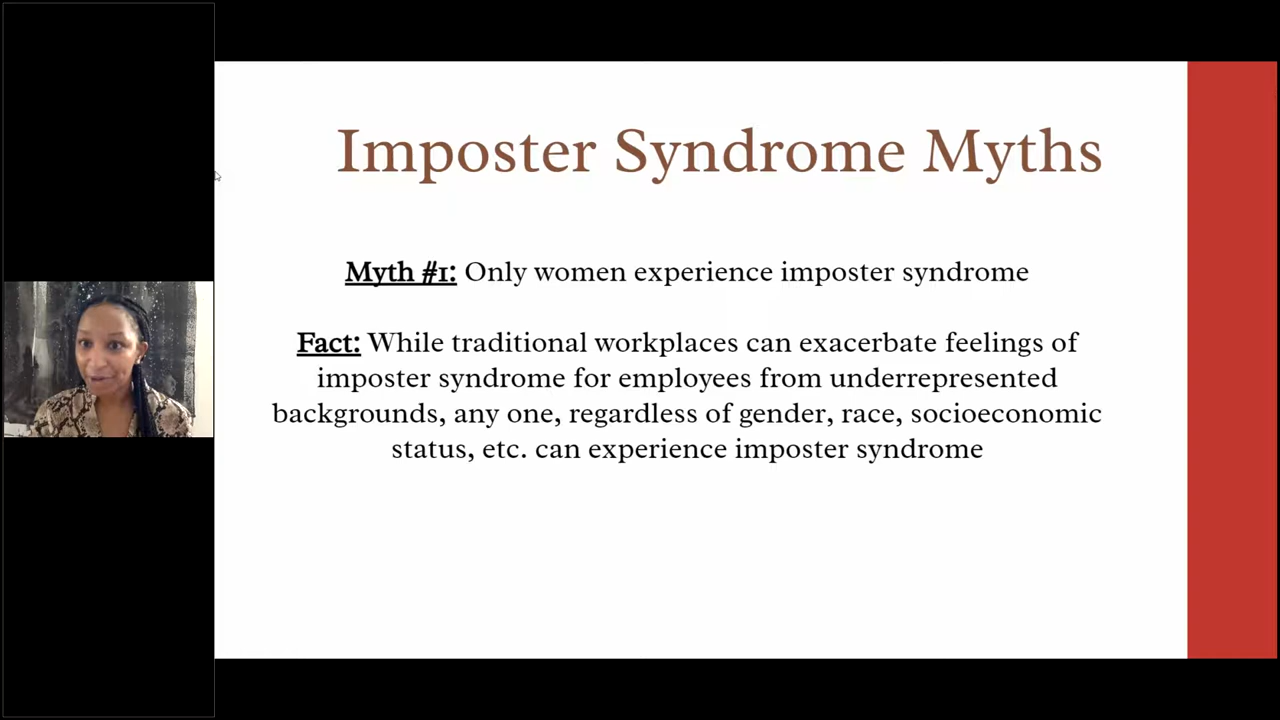 Imposter Syndrome Myths
Myth #1: Only women experience imposter syndrome
Fact: While traditional workplaces can exacerbate feelings of
imposter syndrome for employees from underrepresented
backgrounds, any one, regardless of gender, race, socioeconomic
status, etc. can experience imposter syndrome